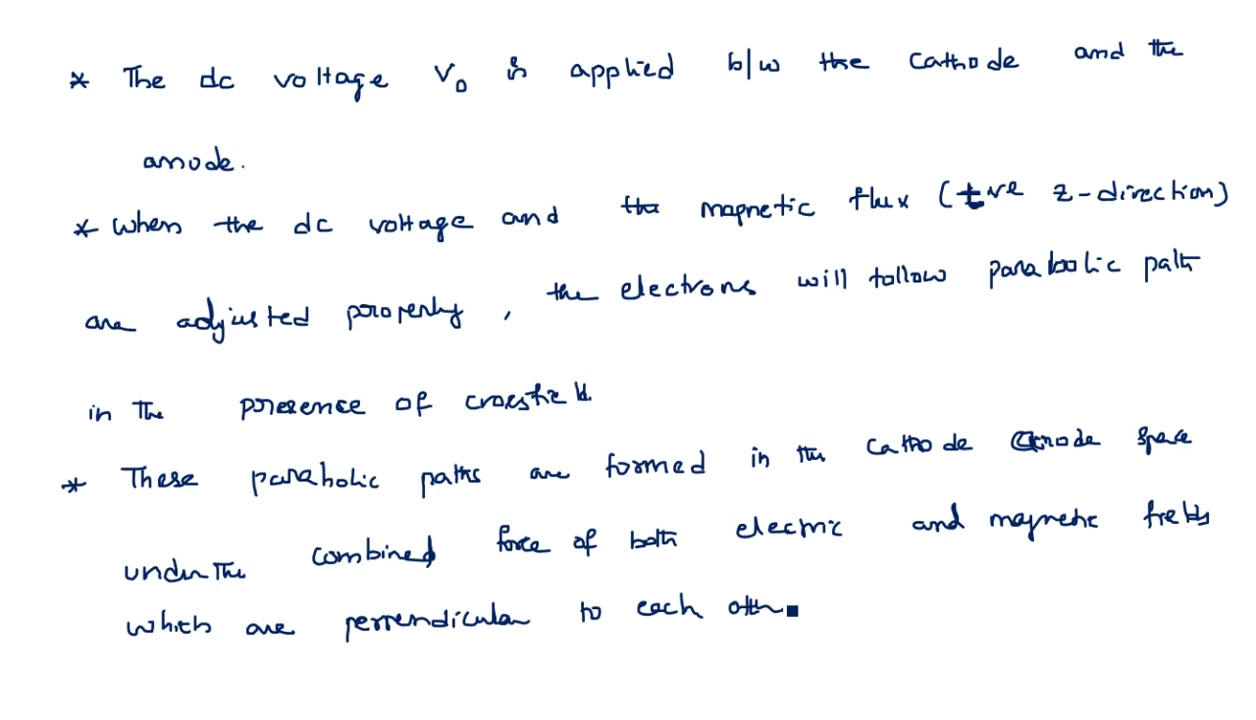 * The dc voltage V₀ is applied b/w the Cathode and the
anode.
* When the dc voltage and the magnetic flux (+ve z-direction)
are adjusted properly, the electrons will follow parabolic path
in the presence of crossfield.
* These parabolic paths are formed in the Cathode anode space
under the combined force of both electric and magnetic fields
which are perpendicular to each other.